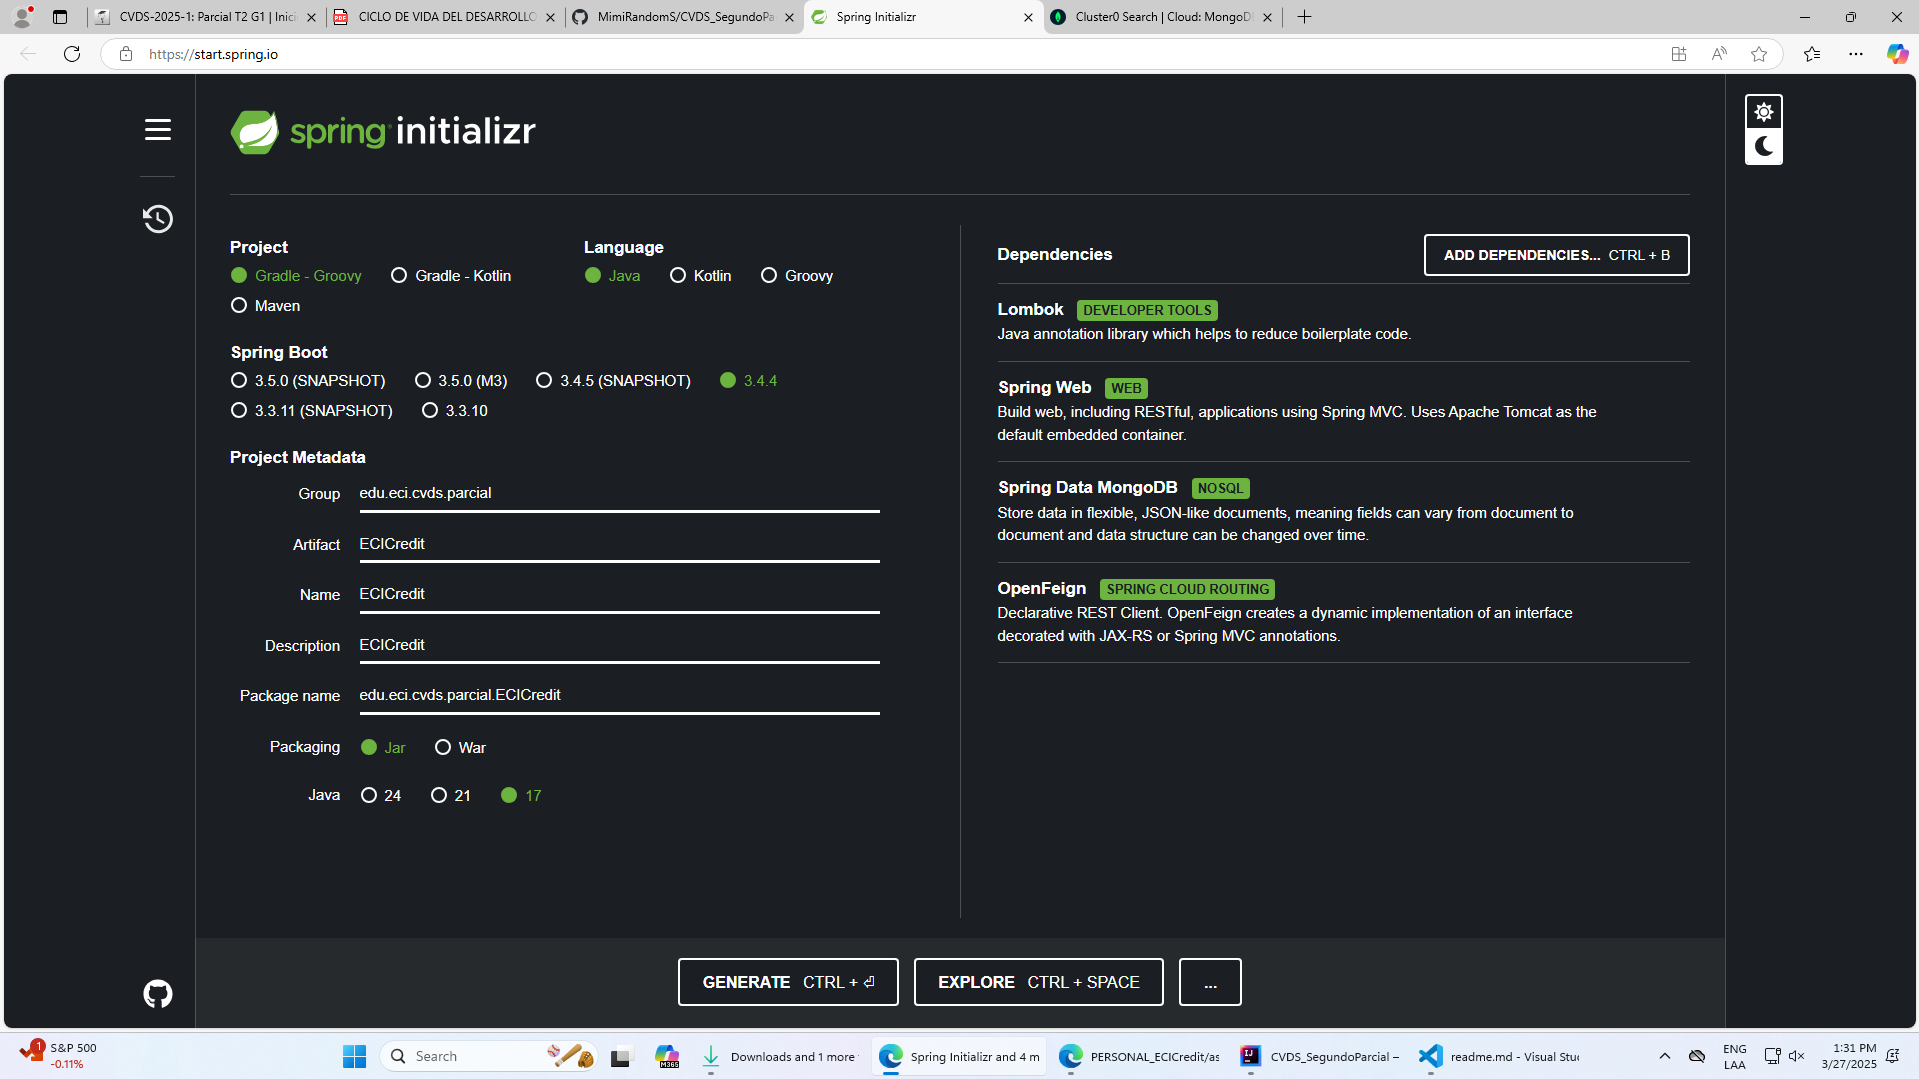 CVDS-2025-1: Parcial T2 G1 | Inici
CICLO DE VIDA DEL DESARROLLO
MimiRandomS/CVDS_SegundoPa
Spring Initializr
Cluster0 Search | Cloud: MongoD
https://start.spring.io
spring initializr
Project
Gradle - Groovy
Gradle - Kotlin
Maven
Language
Java
Kotlin
Groovy
Spring Boot
3.5.0 (SNAPSHOT)
3.5.0 (M3)
3.4.5 (SNAPSHOT)
3.4.4
3.3.11 (SNAPSHOT)
3.3.10
Project Metadata
Group edu.eci.cvds.parcial
Artifact ECICredit
Name ECICredit
Description ECICredit
Package name edu.eci.cvds.parcial.ECICredit
Packaging Jar War
Java 24 21 17
Dependencies
ADD DEPENDENCIES... CTRL + B
Lombok DEVELOPER TOOLS
Java annotation library which helps to reduce boilerplate code.
Spring Web WEB
Build web, including RESTful, applications using Spring MVC. Uses Apache Tomcat as the
default embedded container.
Spring Data MongoDB NOSQL
Store data in flexible, JSON-like documents, meaning fields can vary from document to
document and data structure can be changed over time.
OpenFeign SPRING CLOUD ROUTING
Declarative REST Client. OpenFeign creates a dynamic implementation of an interface
decorated with JAX-RS or Spring MVC annotations.
GENERATE CTRL + ⏎
EXPLORE CTRL + SPACE
...
1
S&P 500
-0.11%
Search
M365
Downloads and 1 more
Spring Initializr and 4 m
PERSONAL_ECICredit/as
CVDS_SegundoParcial –
readme.md - Visual Stu
ENG
LAA
1:31 PM
3/27/2025